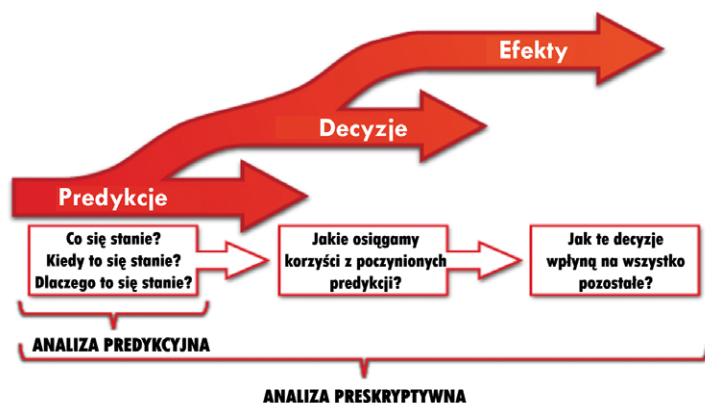 Efekty
Decyzje
Predykcje
Co się stanie?
Kiedy to się stanie?
Dlaczego to się stanie?
Jakie osiągamy
korzyści z poczynionych
predykcji?
Jak te decyzje
wpłyną na wszystko
pozostałe?
ANALIZA PREDYKCYJNA
ANALIZA PRESKRYPTYWNA